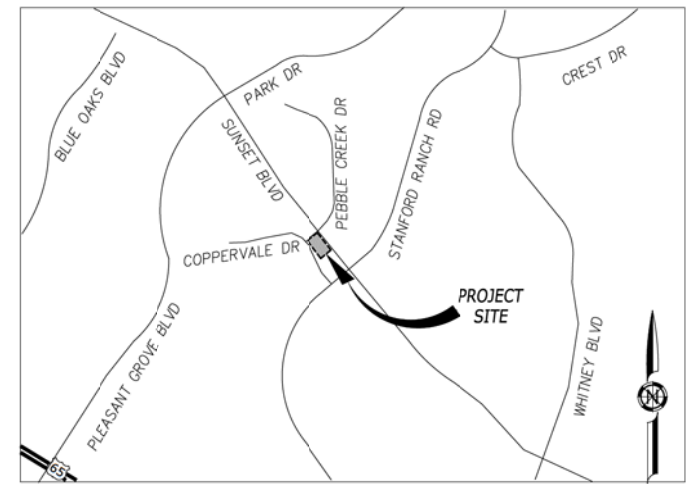 BLUE OAKS BLVD
PARK DR
CREST DR
SUNSET BLVD
PEBBLE CREEK DR
STANFORD RANCH RD
COPPERVALE DR
PROJECT
SITE
PLEASANT GROVE BLVD
WHITNEY BLVD
N
65